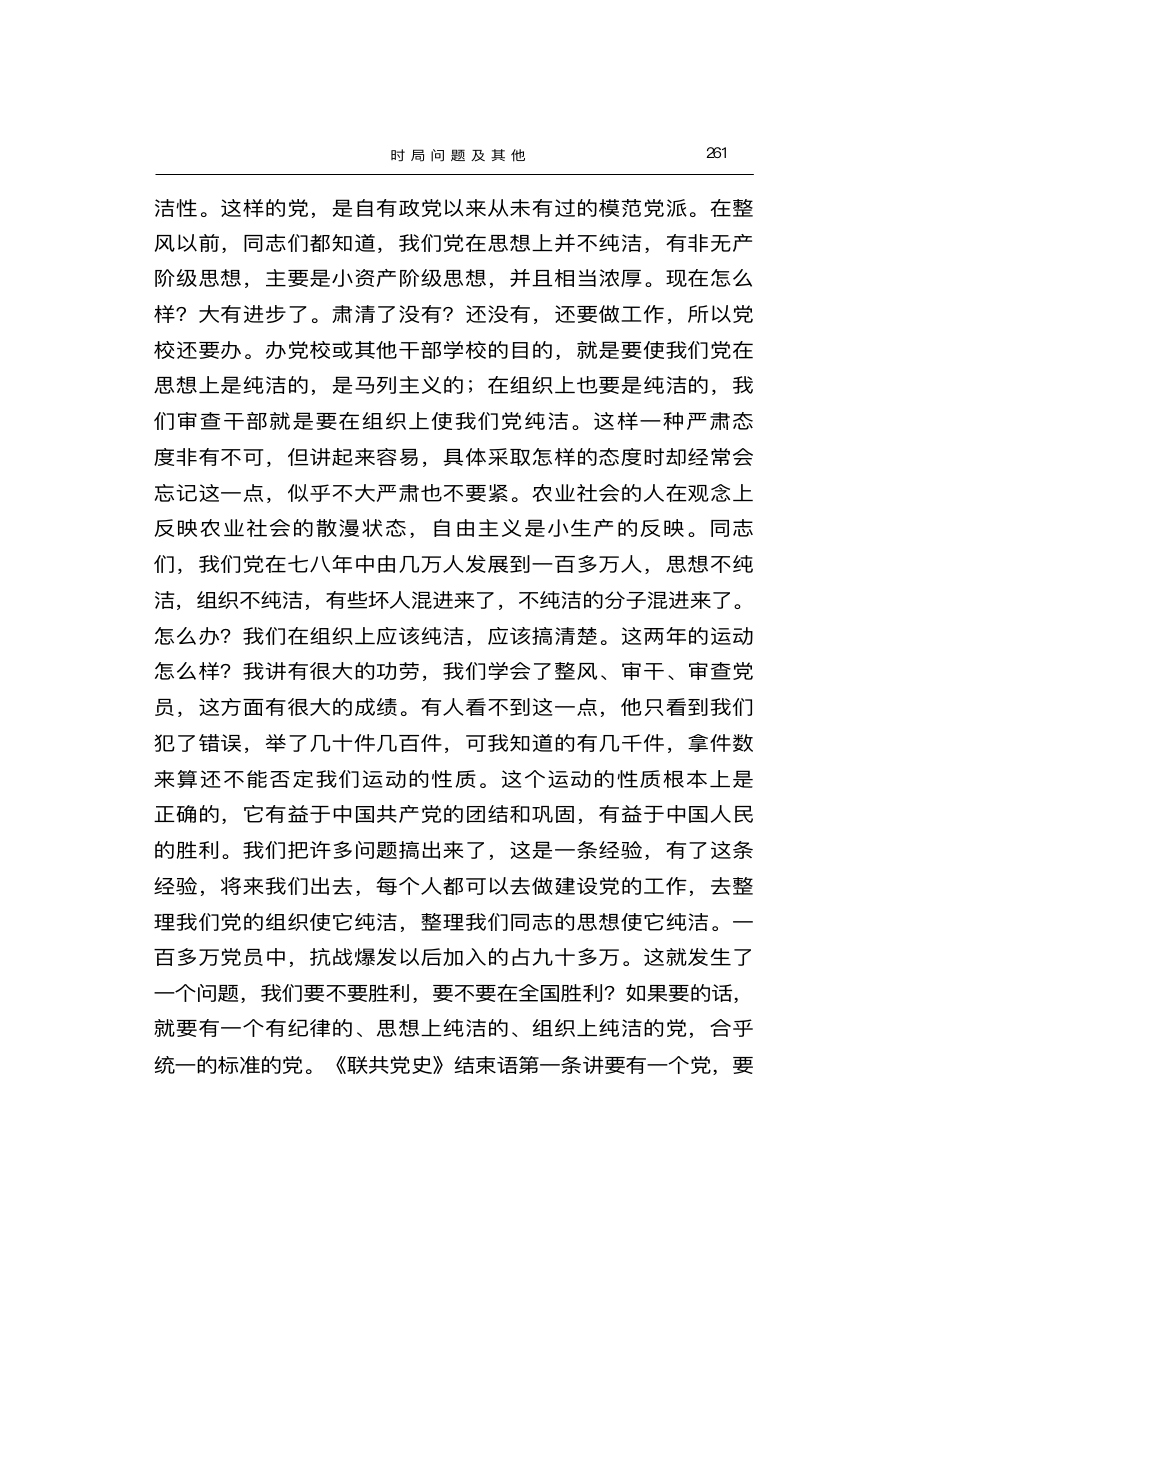 时局问题及其他 261
洁性。这样的党，是自有政党以来从未有过的模范党派。在整
风以前，同志们都知道，我们党在思想上并不纯洁，有非无产
阶级思想，主要是小资产阶级思想，并且相当浓厚。现在怎么
样？大有进步了。肃清了没有？还没有，还要做工作，所以党
校还要办。办党校或其他干部学校的目的，就是要使我们党在
思想上是纯洁的，是马列主义的；在组织上也要是纯洁的，我
们审查干部就是要在组织上使我们党纯洁。这样一种严肃态
度非有不可，但讲起来容易，具体采取怎样的态度时却经常会
忘记这一点，似乎不大严肃也不要紧。农业社会的人在观念上
反映农业社会的散漫状态，自由主义是小生产的反映。同志
们，我们党在七八年中由几万人发展到一百多万人，思想不纯
洁，组织不纯洁，有些坏人混进来了，不纯洁的分子混进来了。
怎么办？我们在组织上应该纯洁，应该搞清楚。这两年的运动
怎么样？我讲有很大的功劳，我们学会了整风、审干、审查党
员，这方面有很大的成绩。有人看不到这一点，他只看到我们
犯了错误，举了几十件几百件，可我知道的有几千件，拿件数
来算还不能否定我们运动的性质。这个运动的性质根本上是
正确的，它有益于中国共产党的团结和巩固，有益于中国人民
的胜利。我们把许多问题搞出来了，这是一条经验，有了这条
经验，将来我们出去，每个人都可以去做建设党的工作，去整
理我们党的组织使它纯洁，整理我们同志的思想使它纯洁。一
百多万党员中，抗战爆发以后加入的占九十多万。这就发生了
一个问题，我们要不要胜利，要不要在全国胜利？如果要的话，
就要有一个有纪律的、思想上纯洁的、组织上纯洁的党，合乎
统一的标准的党。《联共党史》结束语第一条讲要有一个党，要